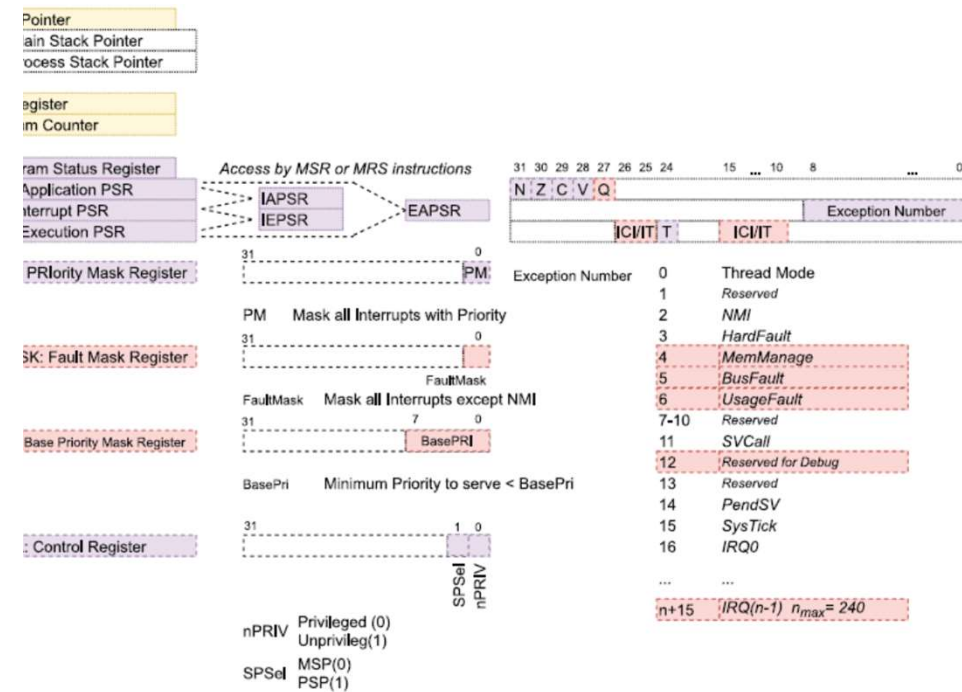 Pointer
ain Stack Pointer
ocess Stack Pointer
egister
m Counter
ram Status Register
Application PSR
nterrupt PSR
Execution PSR
Access by MSR or MRS instructions
IAPSR
IEPSR
EAPSR
31 30 29 28 27 26 25 24 15 ... 10 8 ... 0
N Z C V Q
Exception Number
ICI/IT T ICI/IT
PRIority Mask Register
31 0
PM
PM Mask all Interrupts with Priority
SK: Fault Mask Register
31 0
FaultMask
FaultMask Mask all Interrupts except NMI
Base Priority Mask Register
31 7 0
BasePRI
BasePri Minimum Priority to serve < BasePri
: Control Register
31 1 0
SPSel
nPRIV
nPRIV Privileged (0)
Unprivileg(1)
SPSel MSP(0)
PSP(1)
Exception Number 0 Thread Mode
1 Reserved
2 NMI
3 HardFault
4 MemManage
5 BusFault
6 UsageFault
7-10 Reserved
11 SVCall
12 Reserved for Debug
13 Reserved
14 PendSV
15 SysTick
16 IRQ0
... ...
n+15 IRQ(n-1) nmax= 240